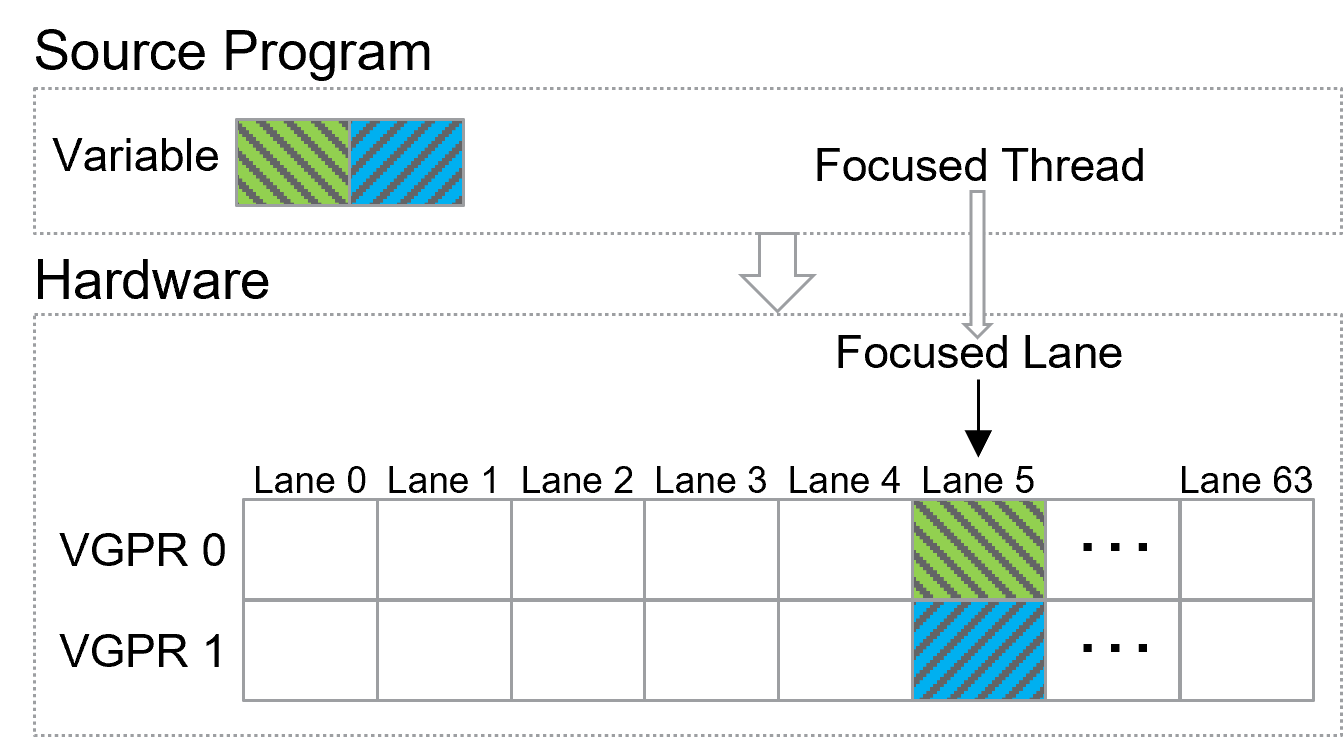 Source Program
Variable
Focused Thread
Hardware
Focused Lane
Lane 0 Lane 1 Lane 2 Lane 3 Lane 4 Lane 5 Lane 63
VGPR 0 ...
VGPR 1 ...